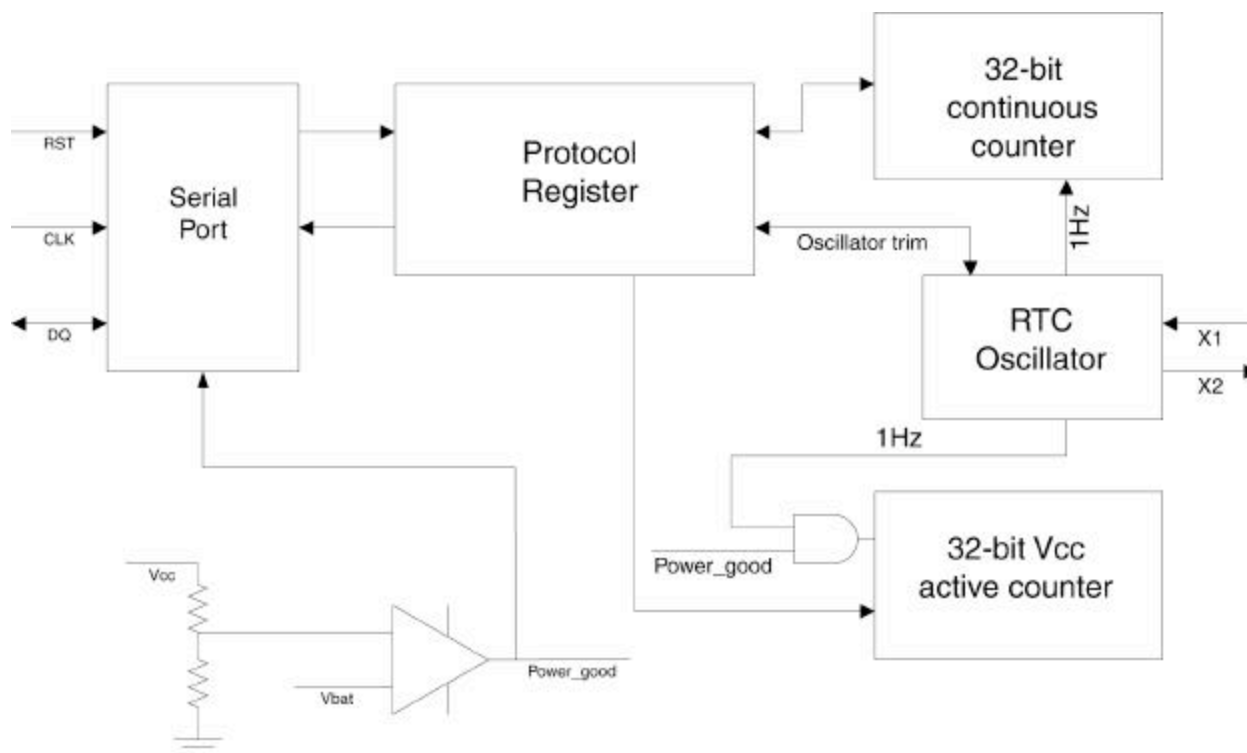 32-bit
continuous
counter
RST
Serial
Port
Protocol
Register
CLK
Oscillator trim
1Hz
DQ
RTC
Oscillator
X1
X2
1Hz
Power_good
32-bit Vcc
active counter
Vcc
Vbat
Power_good